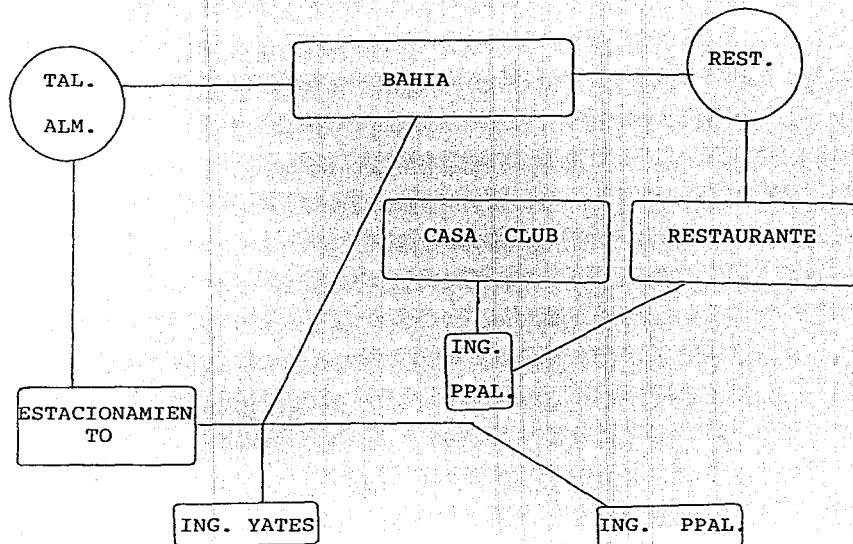 TAL.
ALM.
BAHIA
REST.
CASA CLUB
RESTAURANTE
ING.
PPAL.
ESTACIONAMIEN
TO
ING. YATES
ING. PPAL.